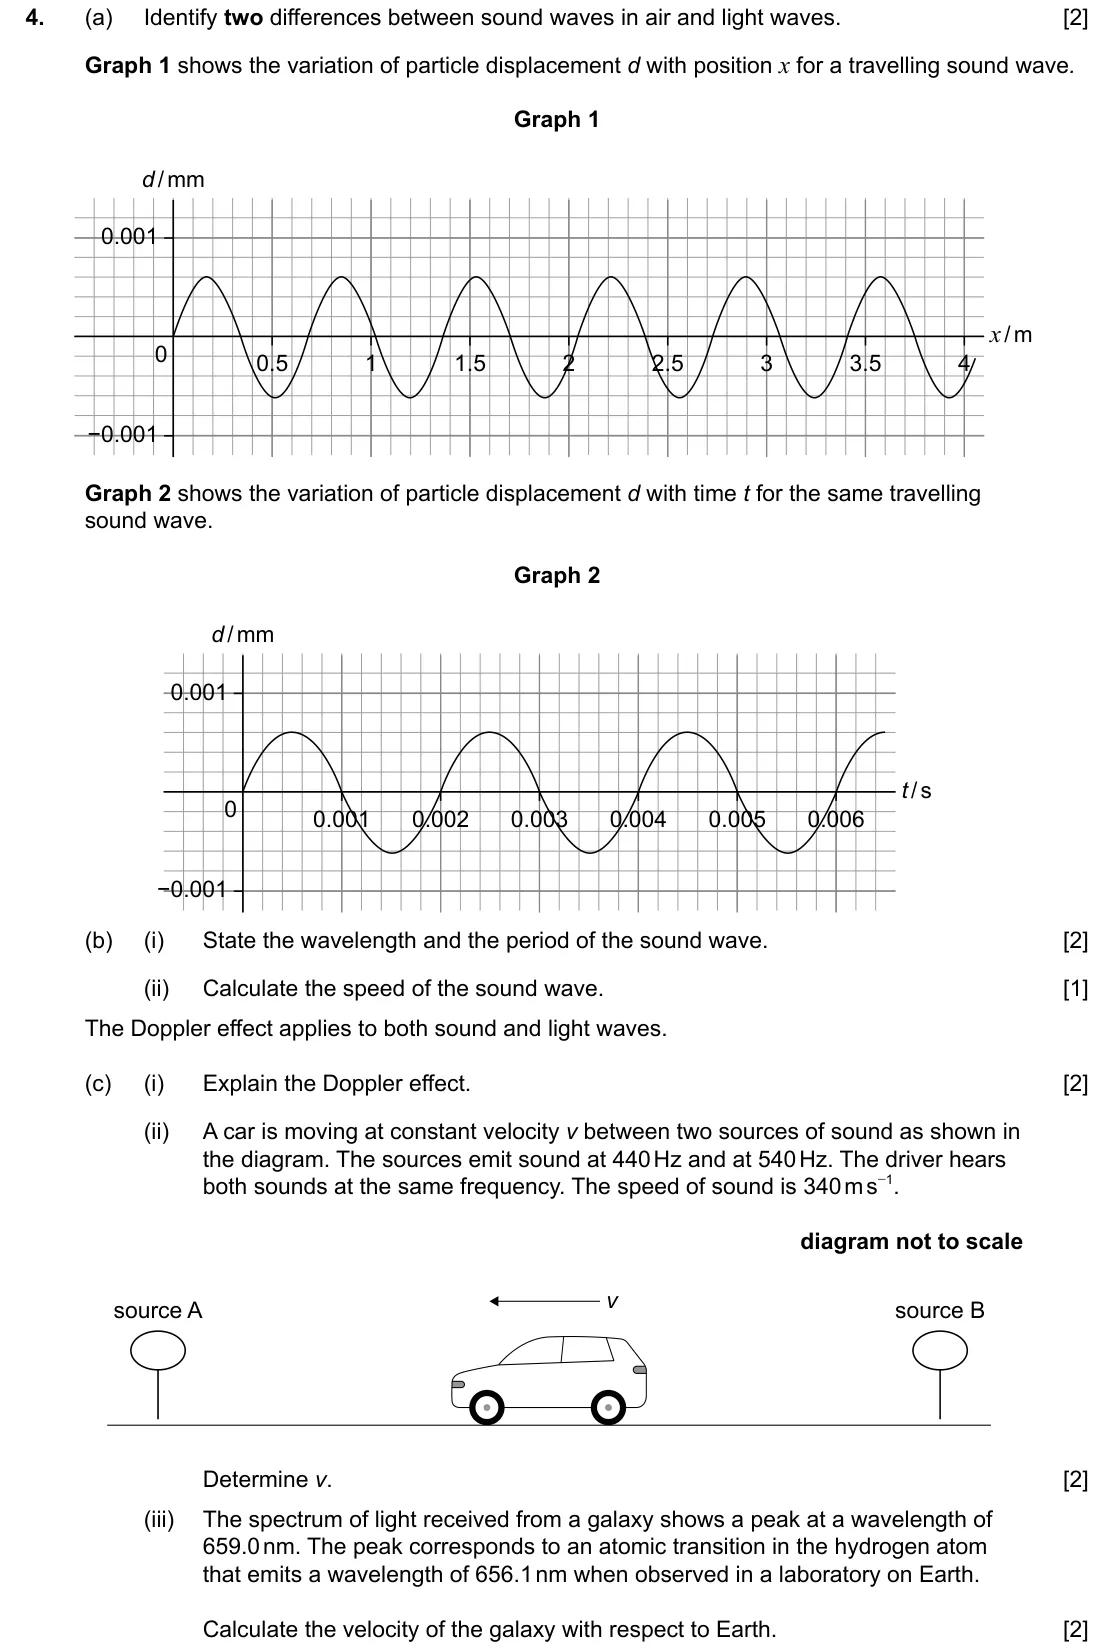 4. (a) Identify two differences between sound waves in air and light waves. [2]
Graph 1 shows the variation of particle displacement d with position x for a travelling sound wave.
Graph 1
d / mm
0.001
0
0.5 1 1.5 2 2.5 3 3.5 4
x / m
−0.001
Graph 2 shows the variation of particle displacement d with time t for the same travelling
sound wave.
Graph 2
d / mm
0.001
t / s
0
0.001 0.002 0.003 0.004 0.005 0.006
−0.001
(b) (i) State the wavelength and the period of the sound wave. [2]
(ii) Calculate the speed of the sound wave. [1]
The Doppler effect applies to both sound and light waves.
(c) (i) Explain the Doppler effect. [2]
(ii) A car is moving at constant velocity v between two sources of sound as shown in
the diagram. The sources emit sound at 440 Hz and at 540 Hz. The driver hears
both sounds at the same frequency. The speed of sound is 340 m s⁻¹.
diagram not to scale
v
source A source B
Determine v. [2]
(iii) The spectrum of light received from a galaxy shows a peak at a wavelength of
659.0 nm. The peak corresponds to an atomic transition in the hydrogen atom
that emits a wavelength of 656.1 nm when observed in a laboratory on Earth.
Calculate the velocity of the galaxy with respect to Earth. [2]